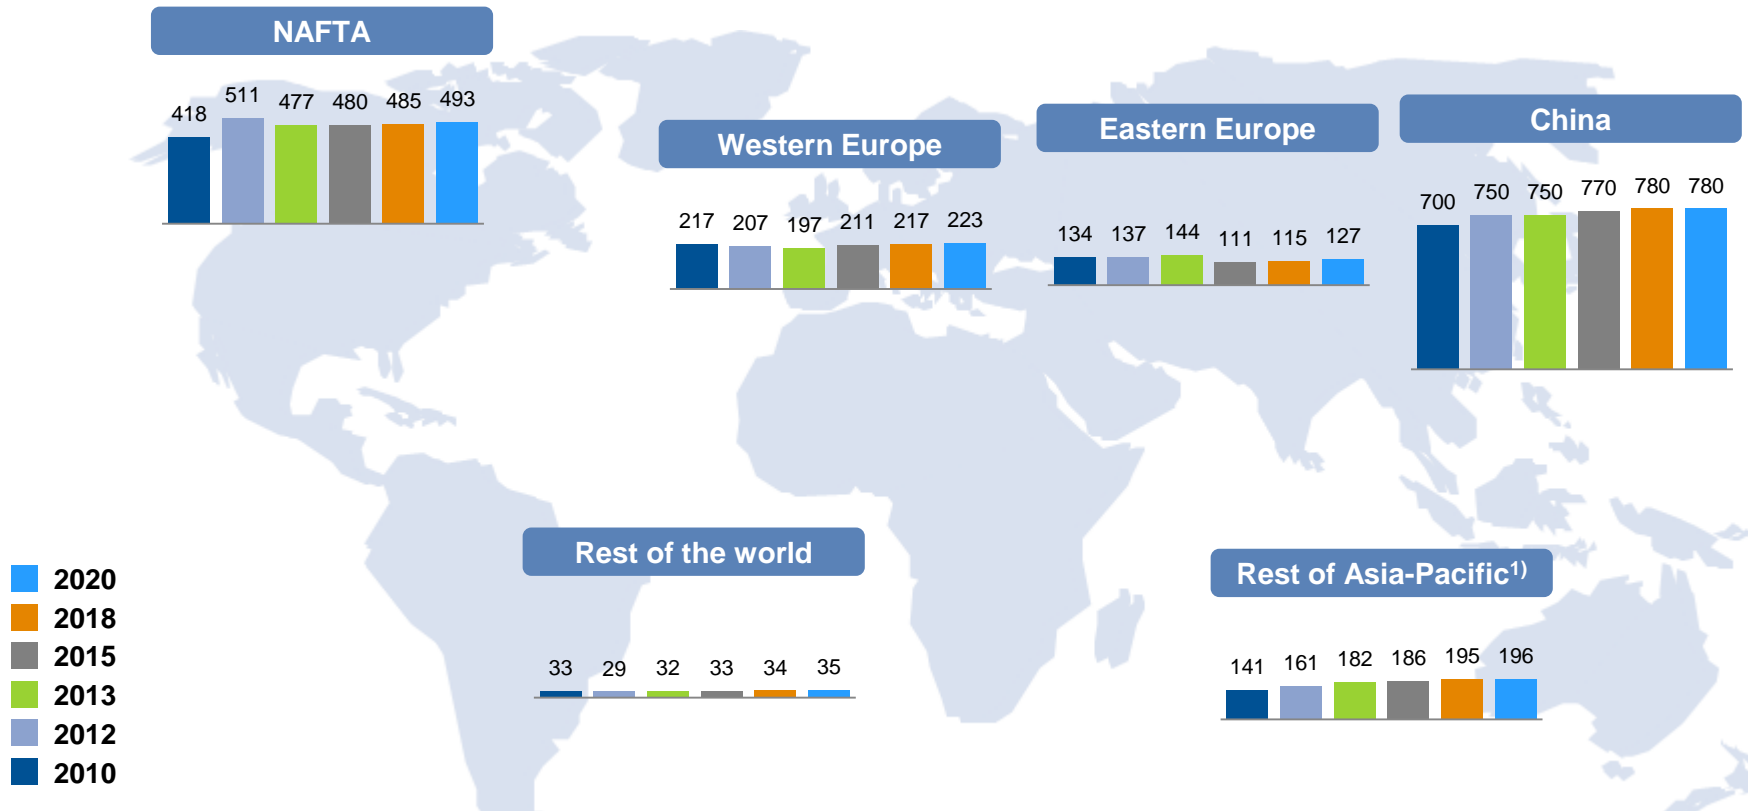 NAFTA
418 511 477 480 485 493
Western Europe
217 207 197 211 217 223
Eastern Europe
134 137 144 111 115 127
China
700 750 750 770 780 780
Rest of the world
33 29 32 33 34 35
Rest of Asia-Pacific1)
141 161 182 186 195 196
2020
2018
2015
2013
2012
2010